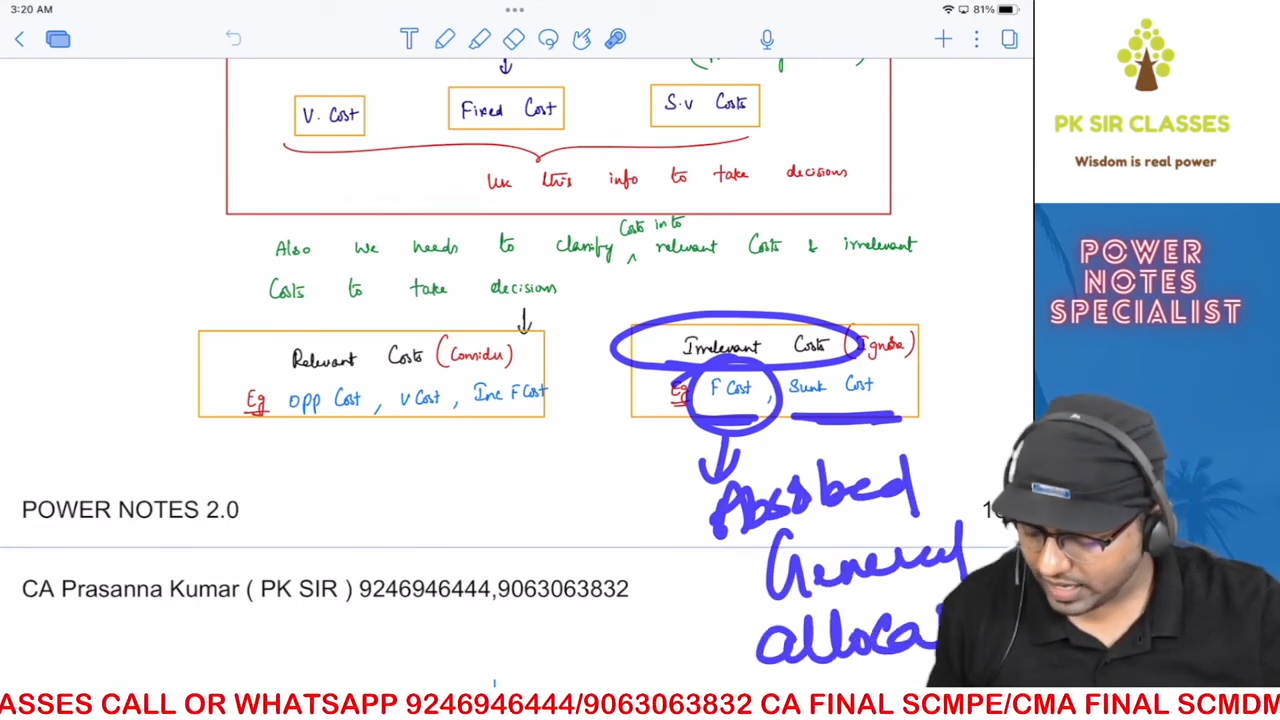 3:20 AM
81%
T
V. Cost
Fixed Cost
S.V Costs
Use this info to take decisions
Also we needs to classify Costs into relevant Costs & irrelevant
Costs to take decisions
Relevant Costs (Consider)
Eg Opp Cost, V Cost, Inc F Cost
Irrelevant Costs (Ignore)
Eg F Cost, Sunk Cost
Absorbed
General
alloca
POWER NOTES 2.0
CA Prasanna Kumar ( PK SIR ) 9246946444,9063063832
PK SIR CLASSES
Wisdom is real power
POWER
NOTES
SPECIALIST
LASSES CALL OR WHATSAPP 9246946444/9063063832 CA FINAL SCMPE/CMA FINAL SCMDM